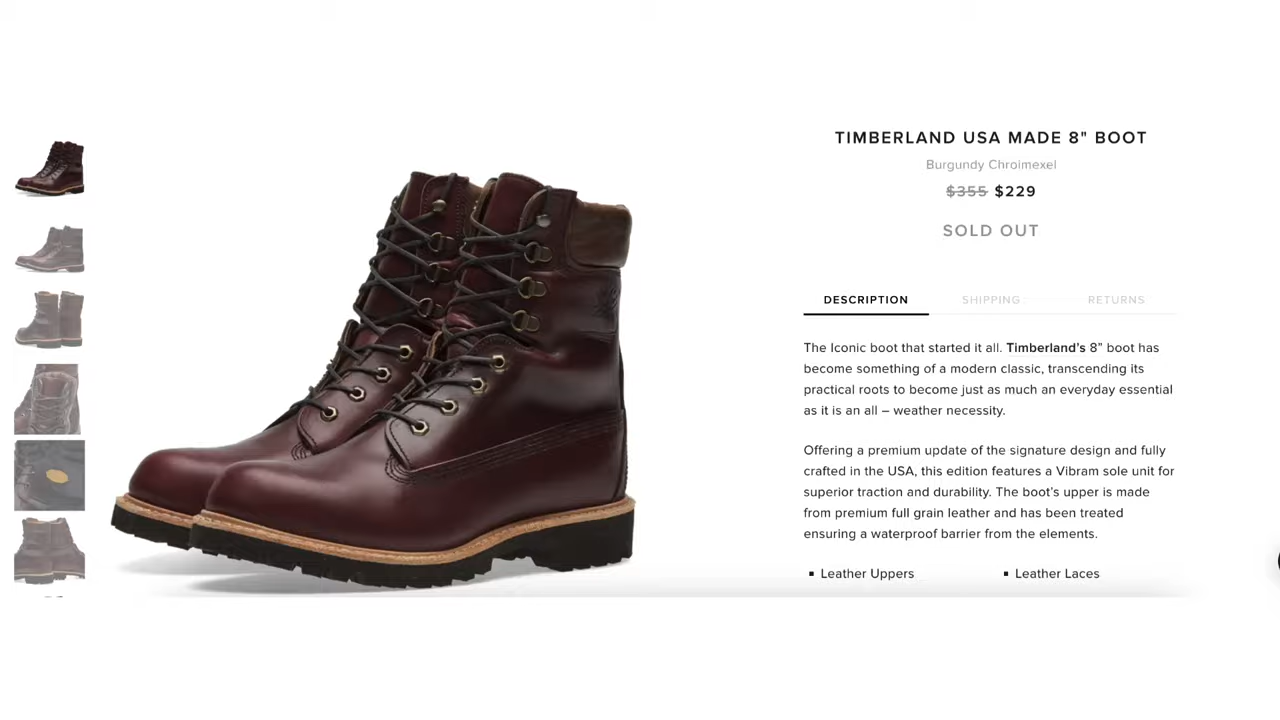 TIMBERLAND USA MADE 8" BOOT
Burgundy Chroimexel
$355 $229
SOLD OUT
DESCRIPTION SHIPPING RETURNS
The Iconic boot that started it all. Timberland's 8" boot has
become something of a modern classic, transcending its
practical roots to become just as much an everyday essential
as it is an all – weather necessity.
Offering a premium update of the signature design and fully
crafted in the USA, this edition features a Vibram sole unit for
superior traction and durability. The boot's upper is made
from premium full grain leather and has been treated
ensuring a waterproof barrier from the elements.
▪ Leather Uppers ▪ Leather Laces